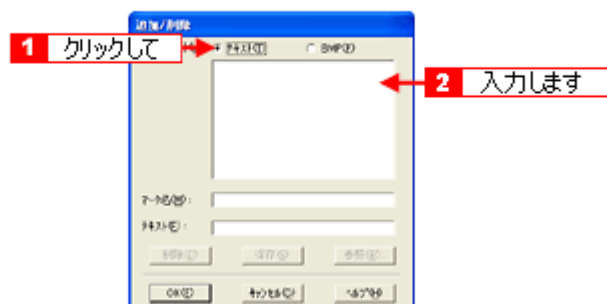 追加/削除
1 クリックして
テキスト(T)
BMP(P)
2 入力します
マーク名(M):
テキスト(E):
削除(D)
保存(S)
参照(B)...
OK(O)
キャンセル(C)
ヘルプ(H)